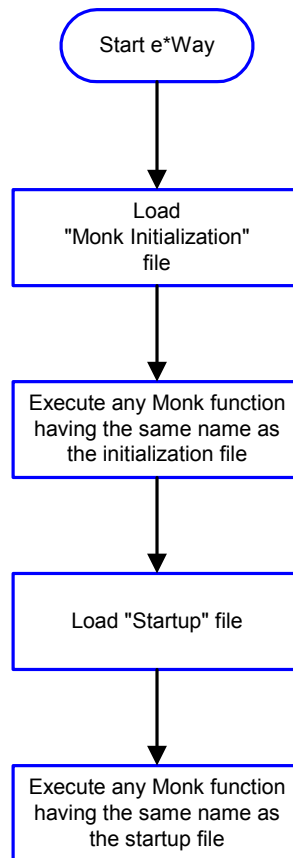 Start e*Way
Load
"Monk Initialization"
file
Execute any Monk function
having the same name as
the initialization file
Load "Startup" file
Execute any Monk function
having the same name as
the startup file